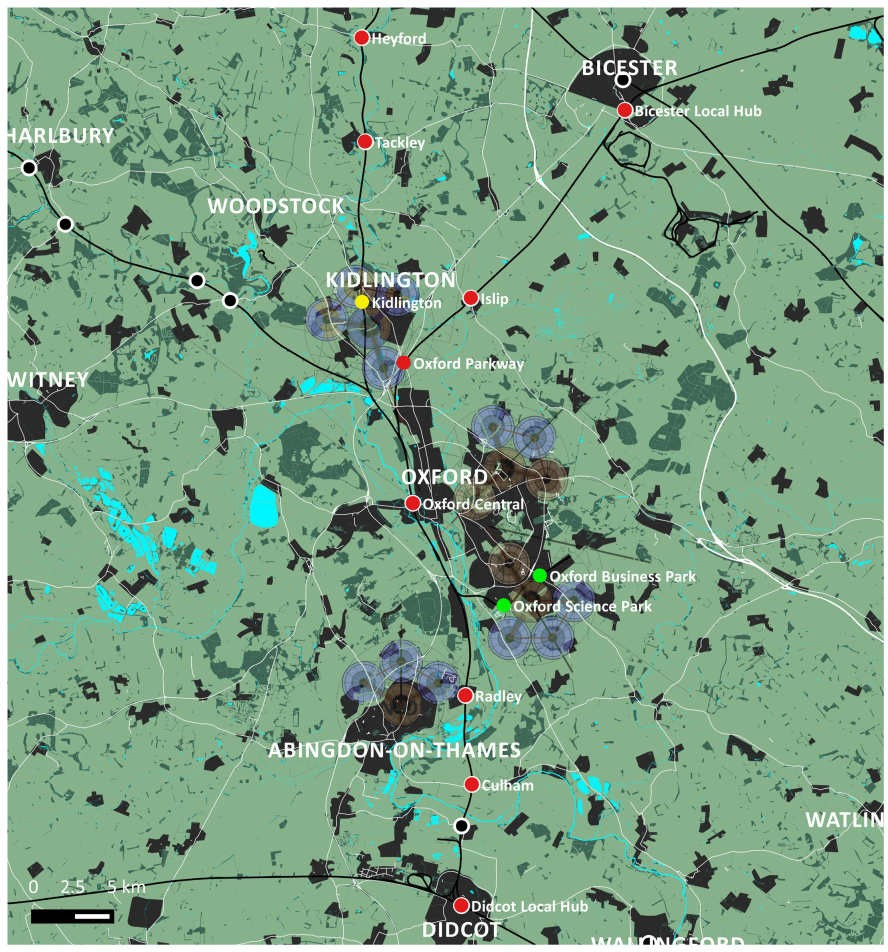 Heyford
BICESTER
Bicester Local Hub
HARLBURY
Tackley
WOODSTOCK
KIDLINGTON
Kidlington
Islip
Oxford Parkway
WITNEY
OXFORD
Oxford Central
Oxford Business Park
Oxford Science Park
Radley
ABINGDON-ON-THAMES
Culham
WATLIN
0 2.5 5 km
Didcot Local Hub
DIDCOT
WALLINGFORD